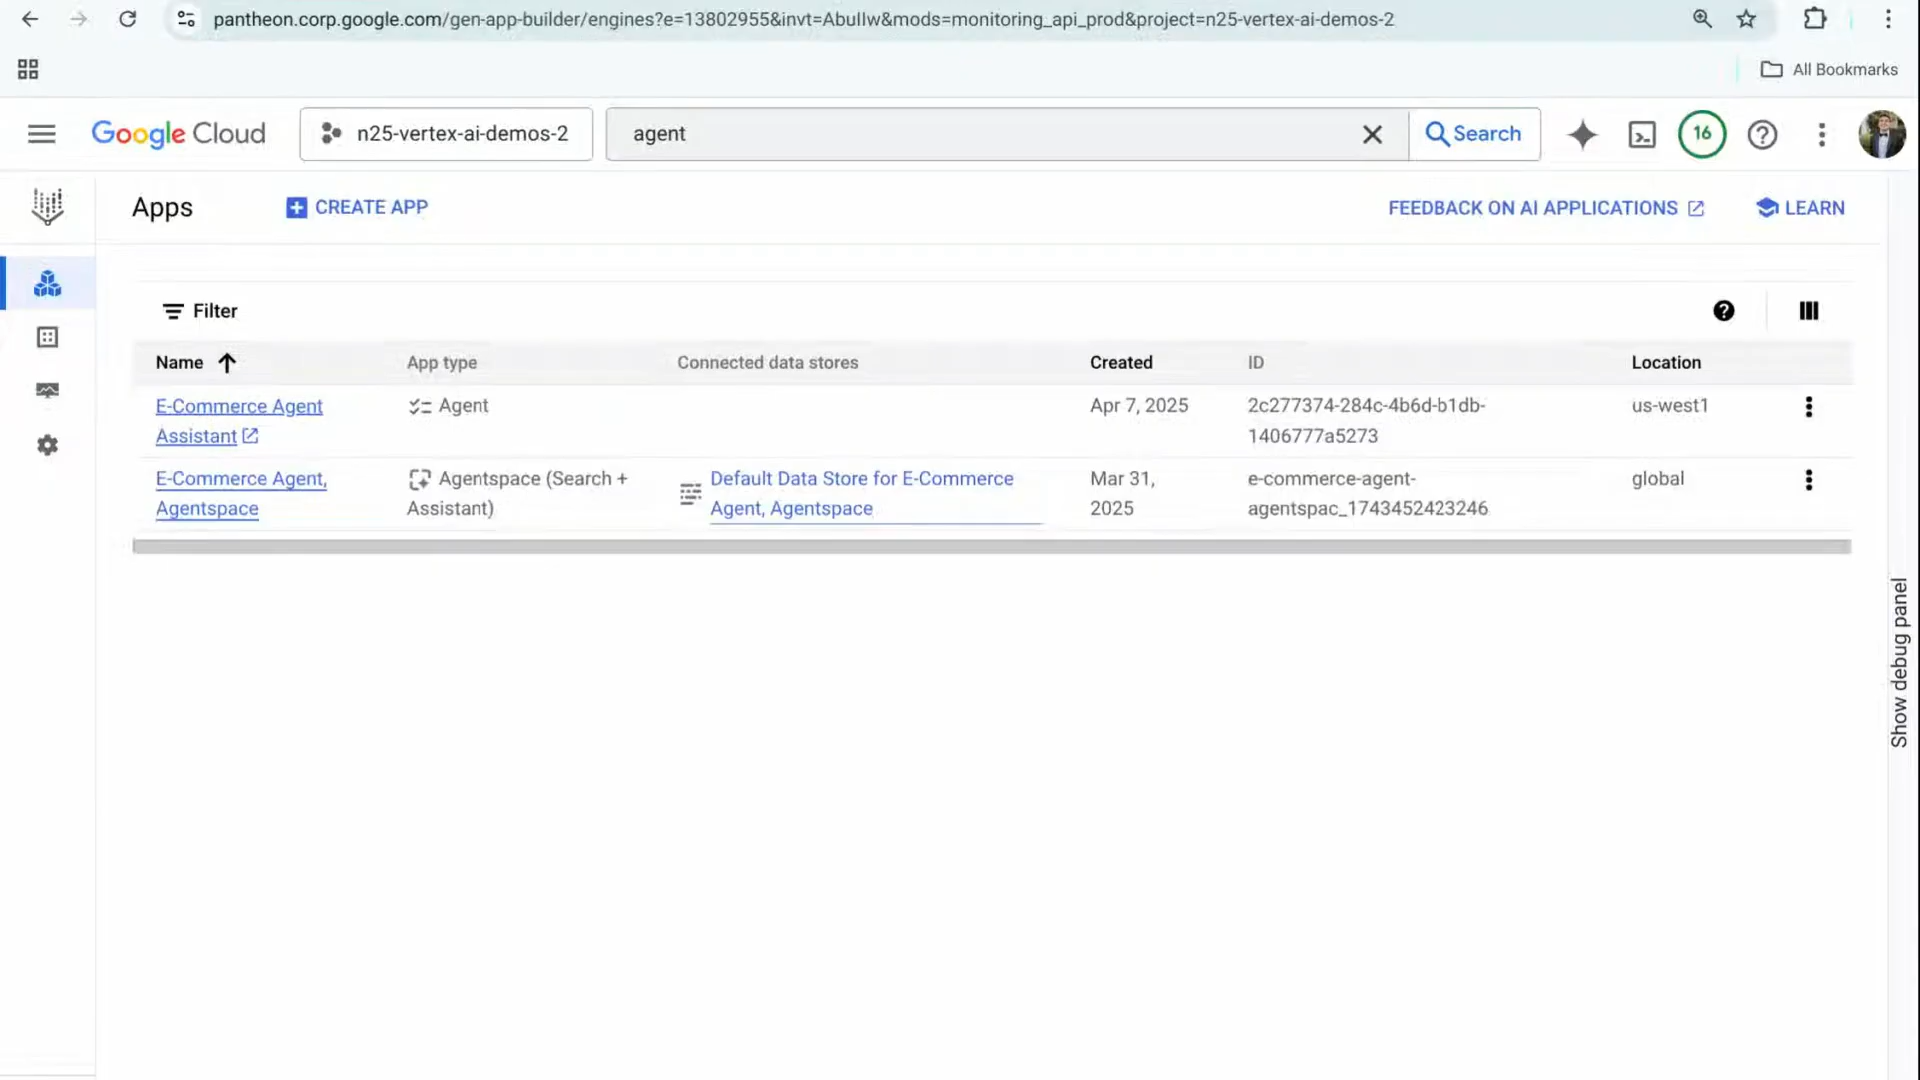 pantheon.corp.google.com/gen-app-builder/engines?e=13802955&invt=AbuIIw&mods=monitoring_api_prod&project=n25-vertex-ai-demos-2
All Bookmarks
Google Cloud
n25-vertex-ai-demos-2
agent
Search
16
Apps
CREATE APP
FEEDBACK ON AI APPLICATIONS
LEARN
Filter
Name
App type
Connected data stores
Created
ID
Location
E-Commerce Agent
Assistant
Agent
Apr 7, 2025
2c277374-284c-4b6d-b1db-
1406777a5273
us-west1
E-Commerce Agent,
Agentspace
Agentspace (Search +
Assistant)
Default Data Store for E-Commerce
Agent, Agentspace
Mar 31,
2025
e-commerce-agent-
agentspac_1743452423246
global
Show debug panel